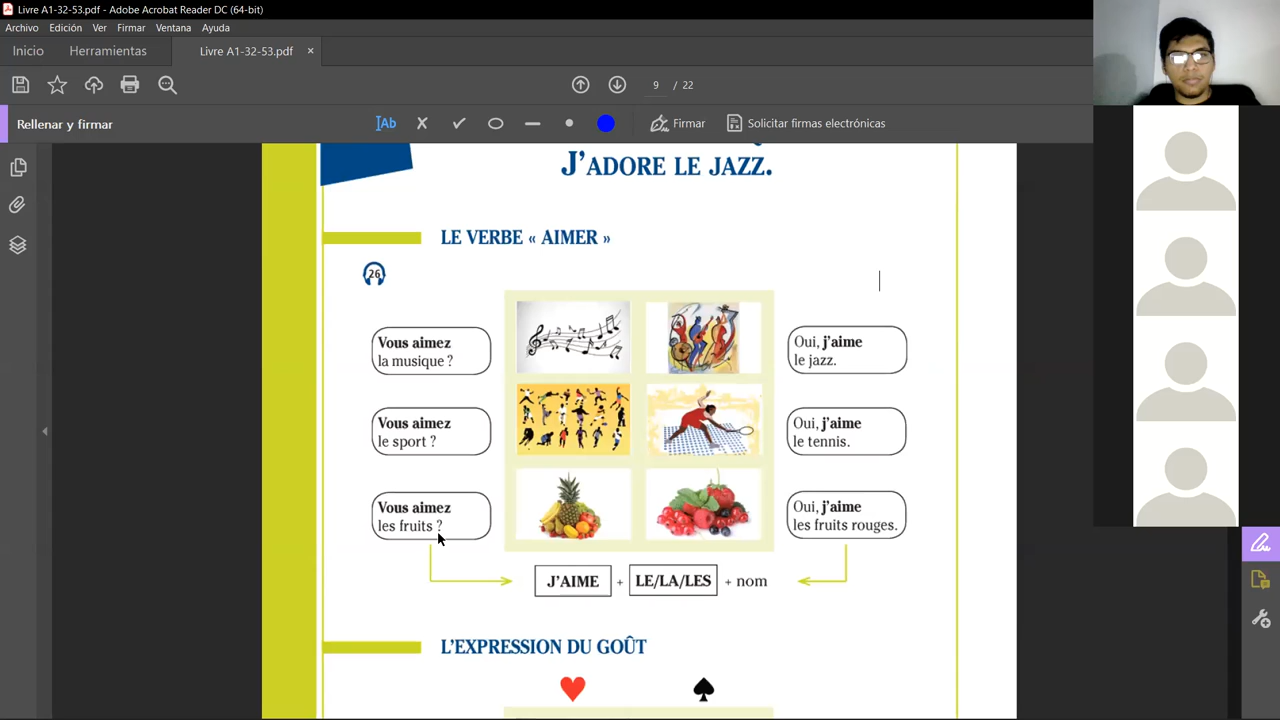 Livre A1-32-53.pdf - Adobe Acrobat Reader DC (64-bit)
Archivo Edición Ver Firmar Ventana Ayuda
Inicio Herramientas Livre A1-32-53.pdf ×
9 / 22
Rellenar y firmar
Ab
Firmar
Solicitar firmas electrónicas
J'ADORE LE JAZZ.
LE VERBE « AIMER »
26
Vous aimez
la musique ?
Oui, j'aime
le jazz.
Vous aimez
le sport ?
Oui, j'aime
le tennis.
Vous aimez
les fruits ?
Oui, j'aime
les fruits rouges.
J'AIME + LE/LA/LES + nom
L'EXPRESSION DU GOÛT